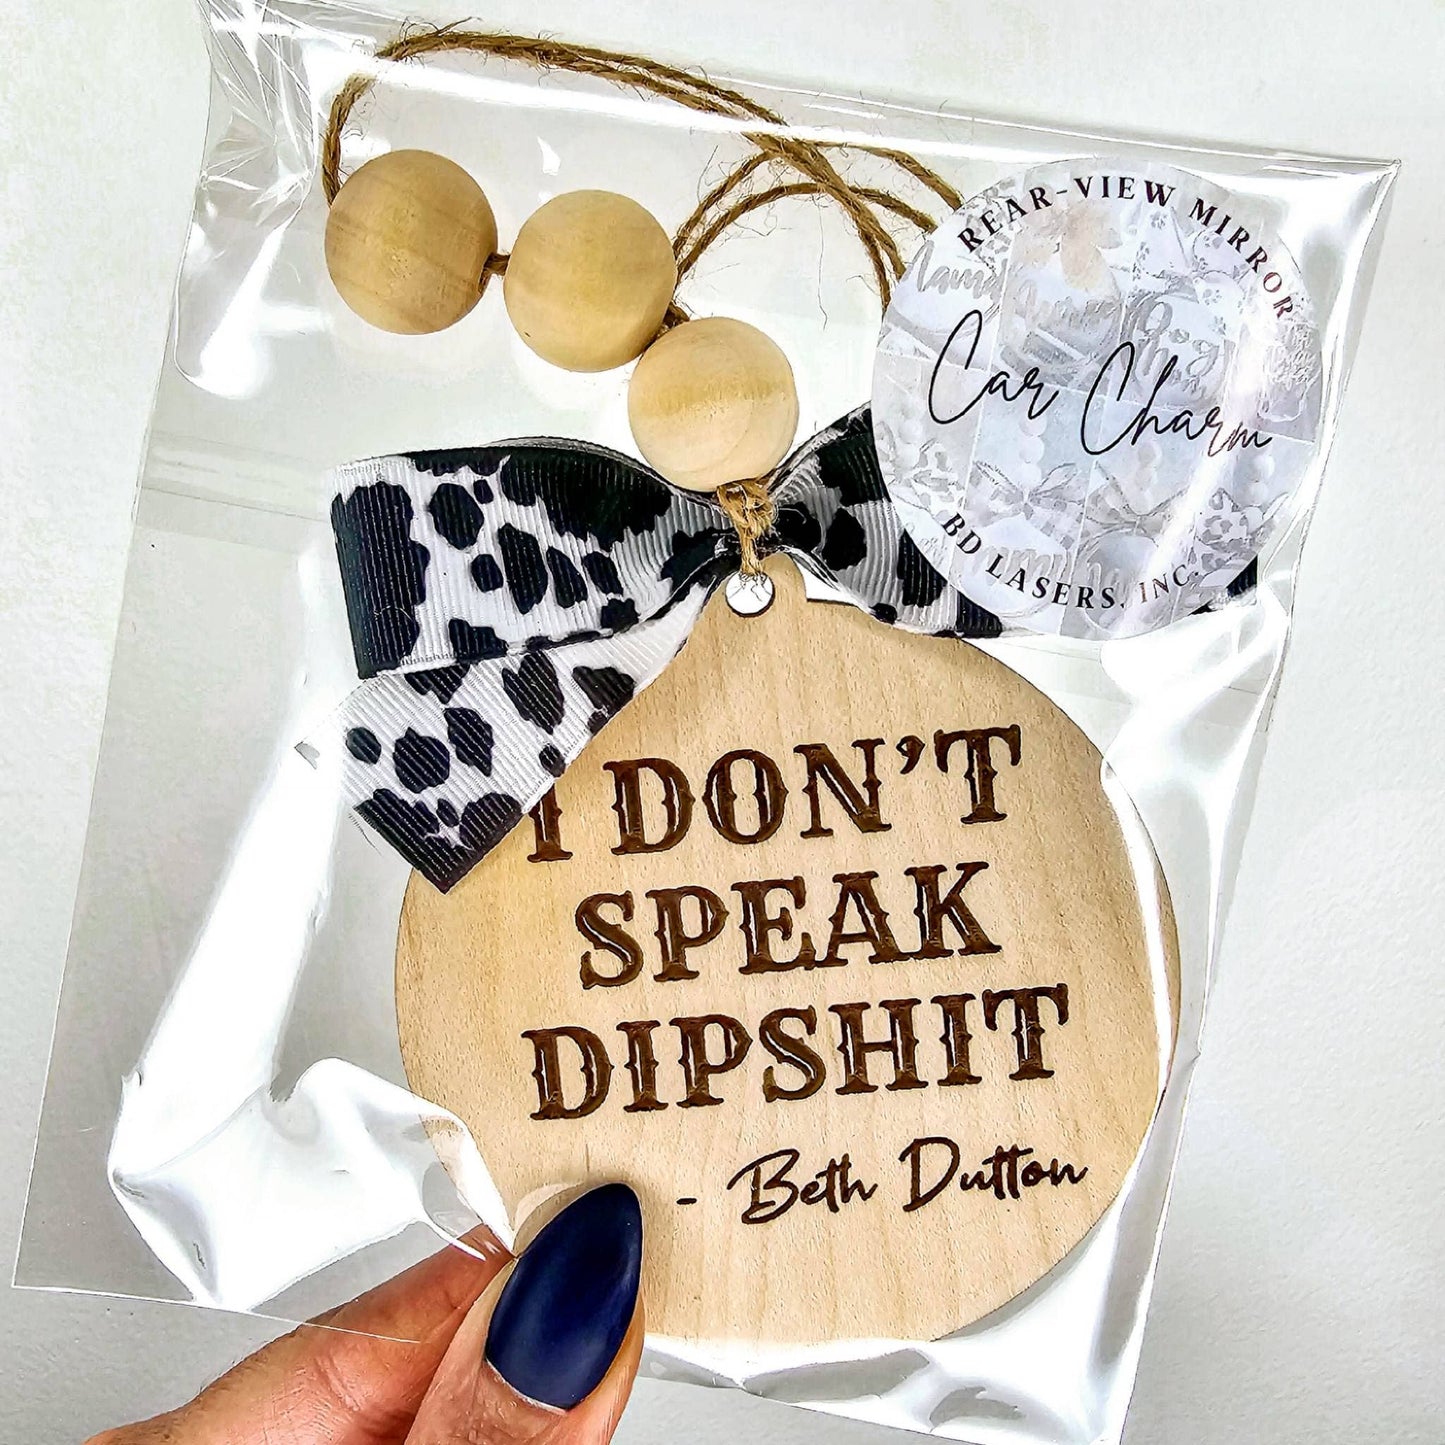 REAR-VIEW MIRROR
Car Charm
BD LASERS, INC.
I DON'T
SPEAK
DIPSHIT
- Beth Dutton